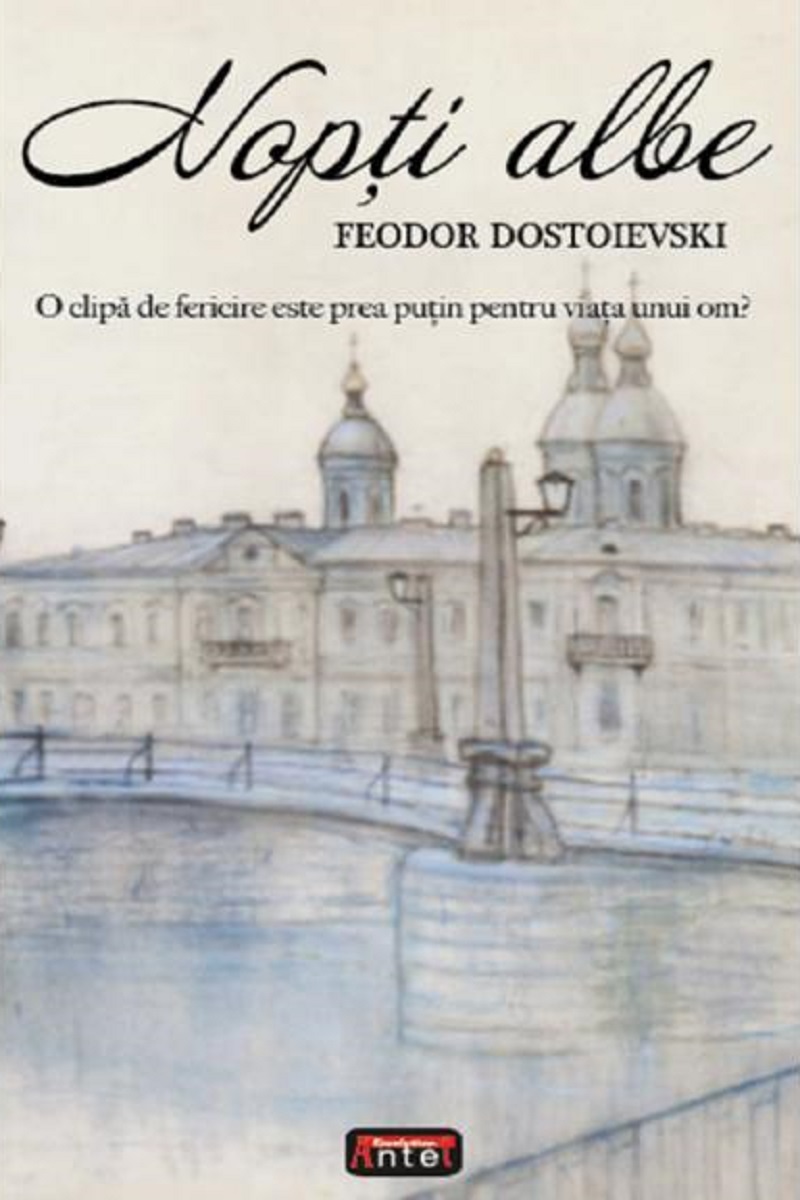 Nopți albe
FEODOR DOSTOIEVSKI
O clipă de fericire este prea puțin pentru viața unui om?
Antet